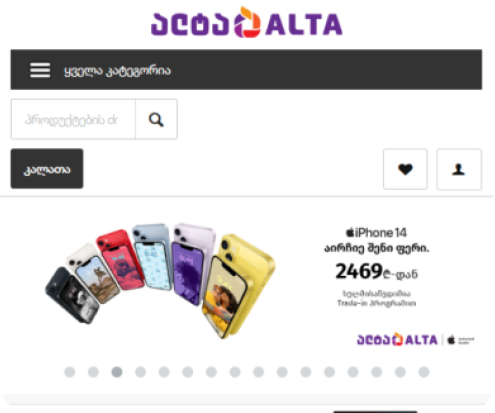 ალტა ALTA
ყველა კატეგორია
პროდუქტების ძ
კალათა
iPhone 14
აირჩიე შენი ფერი.
2469₾-დან
ხელმისაწვდომია
Trade-in პროგრამით
ალტა ALTA